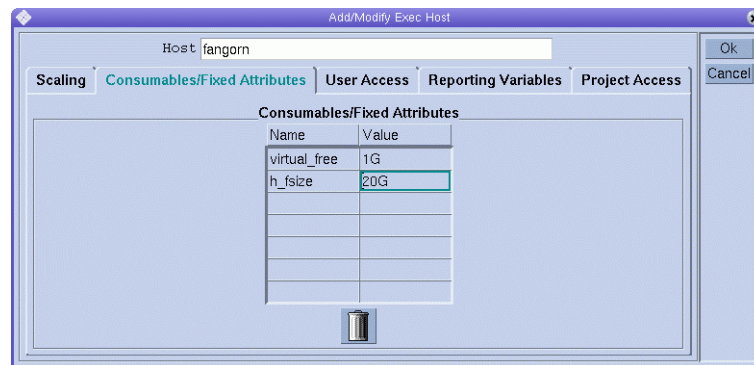 Add/Modify Exec Host
Host fangorn
Ok
Cancel
Scaling Consumables/Fixed Attributes User Access Reporting Variables Project Access
Consumables/Fixed Attributes
Name Value
virtual_free 1G
h_fsize 20G